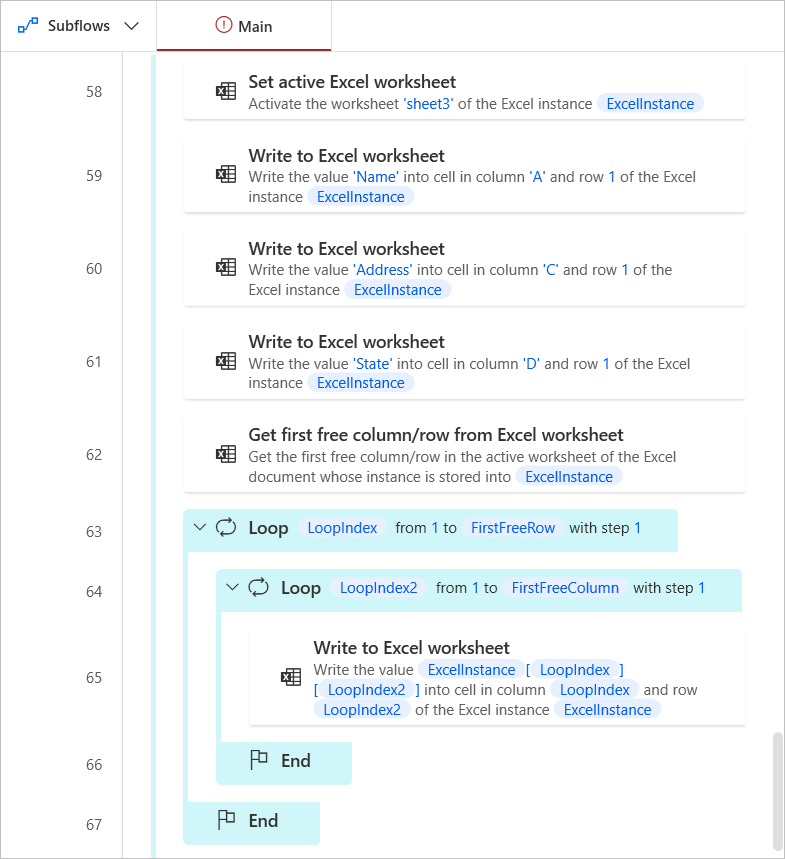 Subflows
Main
58
Set active Excel worksheet
Activate the worksheet 'sheet3' of the Excel instance ExcelInstance
59
Write to Excel worksheet
Write the value 'Name' into cell in column 'A' and row 1 of the Excel
instance ExcelInstance
60
Write to Excel worksheet
Write the value 'Address' into cell in column 'C' and row 1 of the
Excel instance ExcelInstance
61
Write to Excel worksheet
Write the value 'State' into cell in column 'D' and row 1 of the Excel
instance ExcelInstance
62
Get first free column/row from Excel worksheet
Get the first free column/row in the active worksheet of the Excel
document whose instance is stored into ExcelInstance
63
Loop LoopIndex from 1 to FirstFreeRow with step 1
64
Loop LoopIndex2 from 1 to FirstFreeColumn with step 1
65
Write to Excel worksheet
Write the value ExcelInstance [ LoopIndex ]
[ LoopIndex2 ] into cell in column LoopIndex and row
LoopIndex2 of the Excel instance ExcelInstance
66
End
67
End